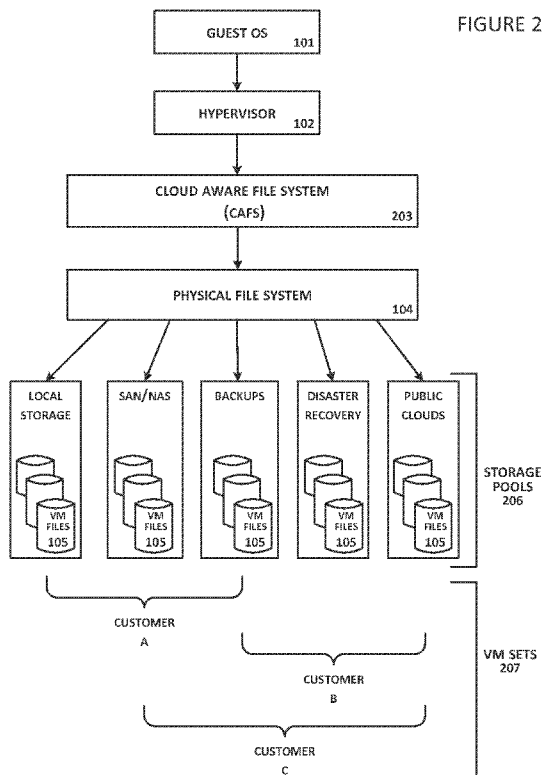 FIGURE 2
GUEST OS
101
HYPERVISOR
102
CLOUD AWARE FILE SYSTEM
(CAFS)
203
PHYSICAL FILE SYSTEM
104
LOCAL
STORAGE
VM
FILES
105
SAN/NAS
VM
FILES
105
BACKUPS
VM
FILES
105
DISASTER
RECOVERY
VM
FILES
105
PUBLIC
CLOUDS
VM
FILES
105
STORAGE
POOLS
206
CUSTOMER
A
CUSTOMER
B
CUSTOMER
C
VM SETS
207